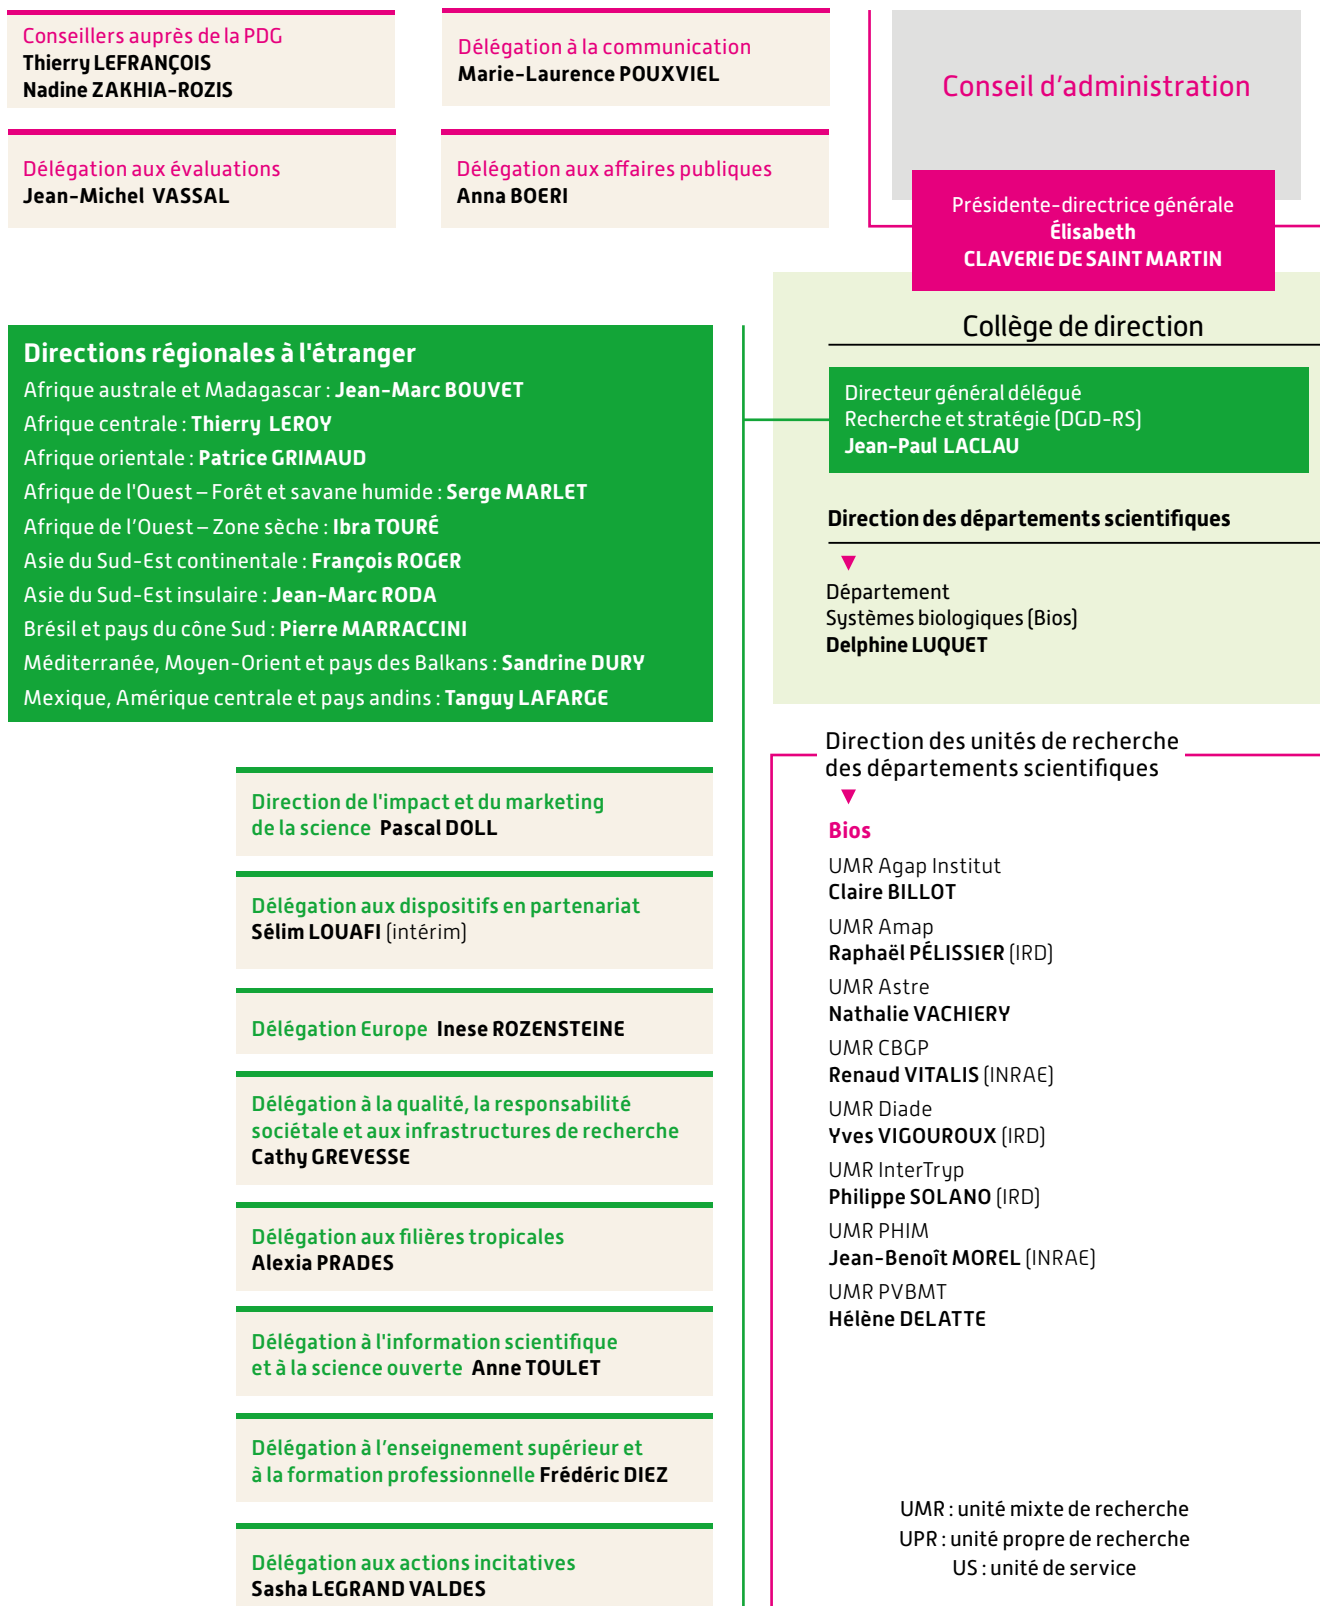 Conseillers auprès de la PDG
Thierry LEFRANÇOIS
Nadine ZAKHIA-ROZIS
Délégation à la communication
Marie-Laurence POUXVIEL
Délégation aux évaluations
Jean-Michel VASSAL
Délégation aux affaires publiques
Anna BOERI
Conseil d’administration
Présidente-directrice générale
Élisabeth
CLAVERIE DE SAINT MARTIN
Collège de direction
Directeur général délégué
Recherche et stratégie (DGD-RS)
Jean-Paul LACLAU
Direction des départements scientifiques
Département
Systèmes biologiques (Bios)
Delphine LUQUET
Directions régionales à l'étranger
Afrique australe et Madagascar : Jean-Marc BOUVET
Afrique centrale : Thierry LEROY
Afrique orientale : Patrice GRIMAUD
Afrique de l'Ouest – Forêt et savane humide : Serge MARLET
Afrique de l’Ouest – Zone sèche : Ibra TOURÉ
Asie du Sud-Est continentale : François ROGER
Asie du Sud-Est insulaire : Jean-Marc RODA
Brésil et pays du cône Sud : Pierre MARRACCINI
Méditerranée, Moyen-Orient et pays des Balkans : Sandrine DURY
Mexique, Amérique centrale et pays andins : Tanguy LAFARGE
Direction de l'impact et du marketing
de la science Pascal DOLL
Délégation aux dispositifs en partenariat
Sélim LOUAFI (intérim)
Délégation Europe Inese ROZENSTEINE
Délégation à la qualité, la responsabilité
sociétale et aux infrastructures de recherche
Cathy GREVESSE
Délégation aux filières tropicales
Alexia PRADES
Délégation à l'information scientifique
et à la science ouverte Anne TOULET
Délégation à l’enseignement supérieur et
à la formation professionnelle Frédéric DIEZ
Délégation aux actions incitatives
Sasha LEGRAND VALDES
Direction des unités de recherche
des départements scientifiques
Bios
UMR Agap Institut
Claire BILLOT
UMR Amap
Raphaël PÉLISSIER (IRD)
UMR Astre
Nathalie VACHIERY
UMR CBGP
Renaud VITALIS (INRAE)
UMR Diade
Yves VIGOUROUX (IRD)
UMR InterTryp
Philippe SOLANO (IRD)
UMR PHIM
Jean-Benoît MOREL (INRAE)
UMR PVBMT
Hélène DELATTE
UMR : unité mixte de recherche
UPR : unité propre de recherche
US : unité de service